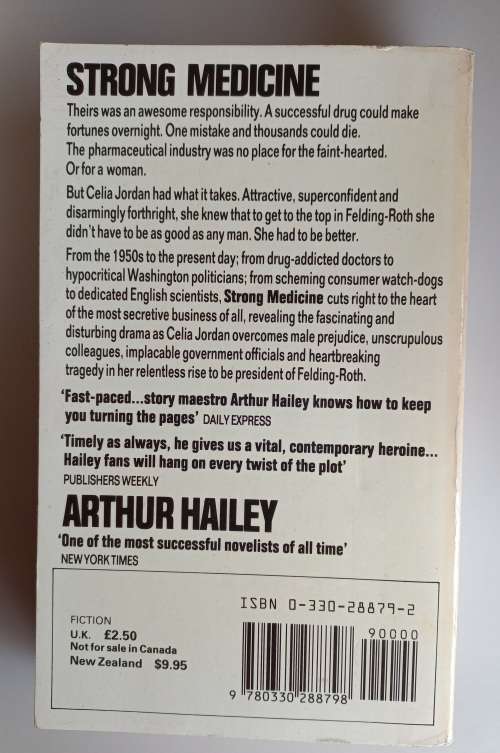 STRONG MEDICINE
Theirs was an awesome responsibility. A successful drug could make
fortunes overnight. One mistake and thousands could die.
The pharmaceutical industry was no place for the faint-hearted.
Or for a woman.
But Celia Jordan had what it takes. Attractive, superconfident and
disarmingly forthright, she knew that to get to the top in Felding-Roth she
didn't have to be as good as any man. She had to be better.
From the 1950s to the present day; from drug-addicted doctors to
hypocritical Washington politicians; from scheming consumer watch-dogs
to dedicated English scientists, Strong Medicine cuts right to the heart
of the most secretive business of all, revealing the fascinating and
disturbing drama as Celia Jordan overcomes male prejudice, unscrupulous
colleagues, implacable government officials and heartbreaking
tragedy in her relentless rise to be president of Felding-Roth.
'Fast-paced...story maestro Arthur Hailey knows how to keep
you turning the pages' DAILY EXPRESS
'Timely as always, he gives us a vital, contemporary heroine...
Hailey fans will hang on every twist of the plot'
PUBLISHERS WEEKLY
ARTHUR HAILEY
'One of the most successful novelists of all time'
NEW YORK TIMES
ISBN 0-330-28879-2
FICTION
U.K. £2.50
Not for sale in Canada
New Zealand $9.95
90000
9 780330 288798